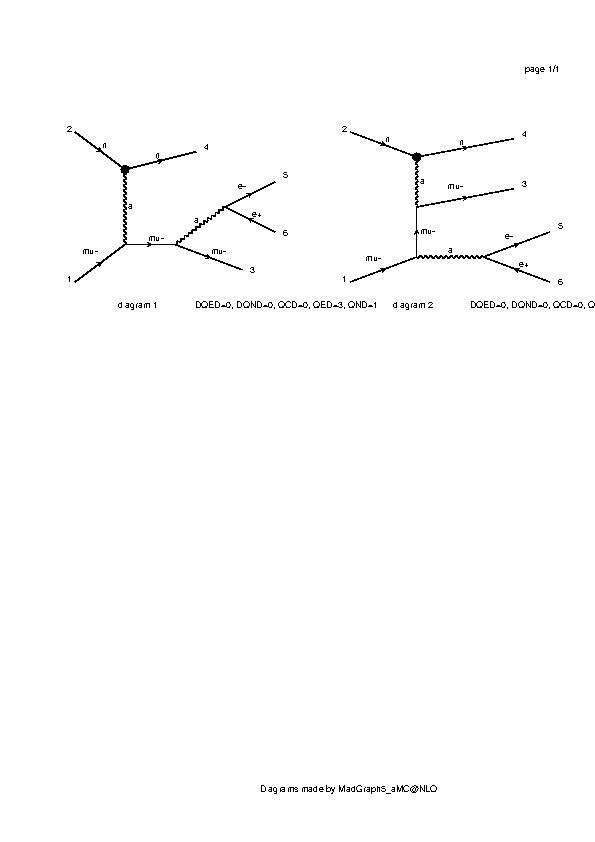 page 1/1
2
n
n
4
a
5
e-
e+
a
6
mu-
mu-
mu-
1
3
diagram 1
DQED=0, DQND=0, QCD=0, QED=3, QND=1
2
n
n
4
a
mu-
3
mu-
5
e-
mu-
a
e+
1
6
diagram 2
DQED=0, DQND=0, QCD=0, Q
Diagrams made by MadGraph5_aMC@NLO